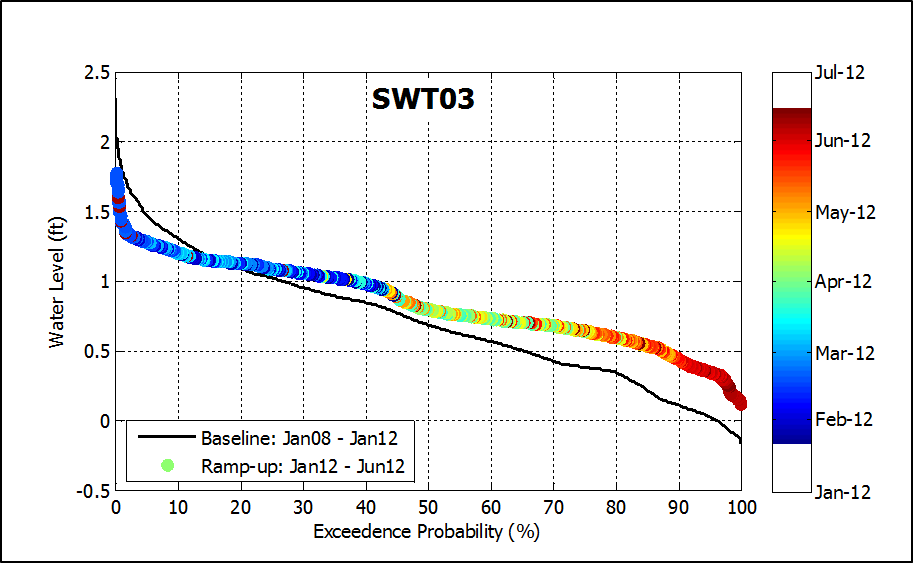 SWT03
Water Level (ft)
2.5
2
1.5
1
0.5
0
-0.5
0 10 20 30 40 50 60 70 80 90 100
Exceedence Probability (%)
Baseline: Jan08 - Jan12
Ramp-up: Jan12 - Jun12
Jul-12
Jun-12
May-12
Apr-12
Mar-12
Feb-12
Jan-12